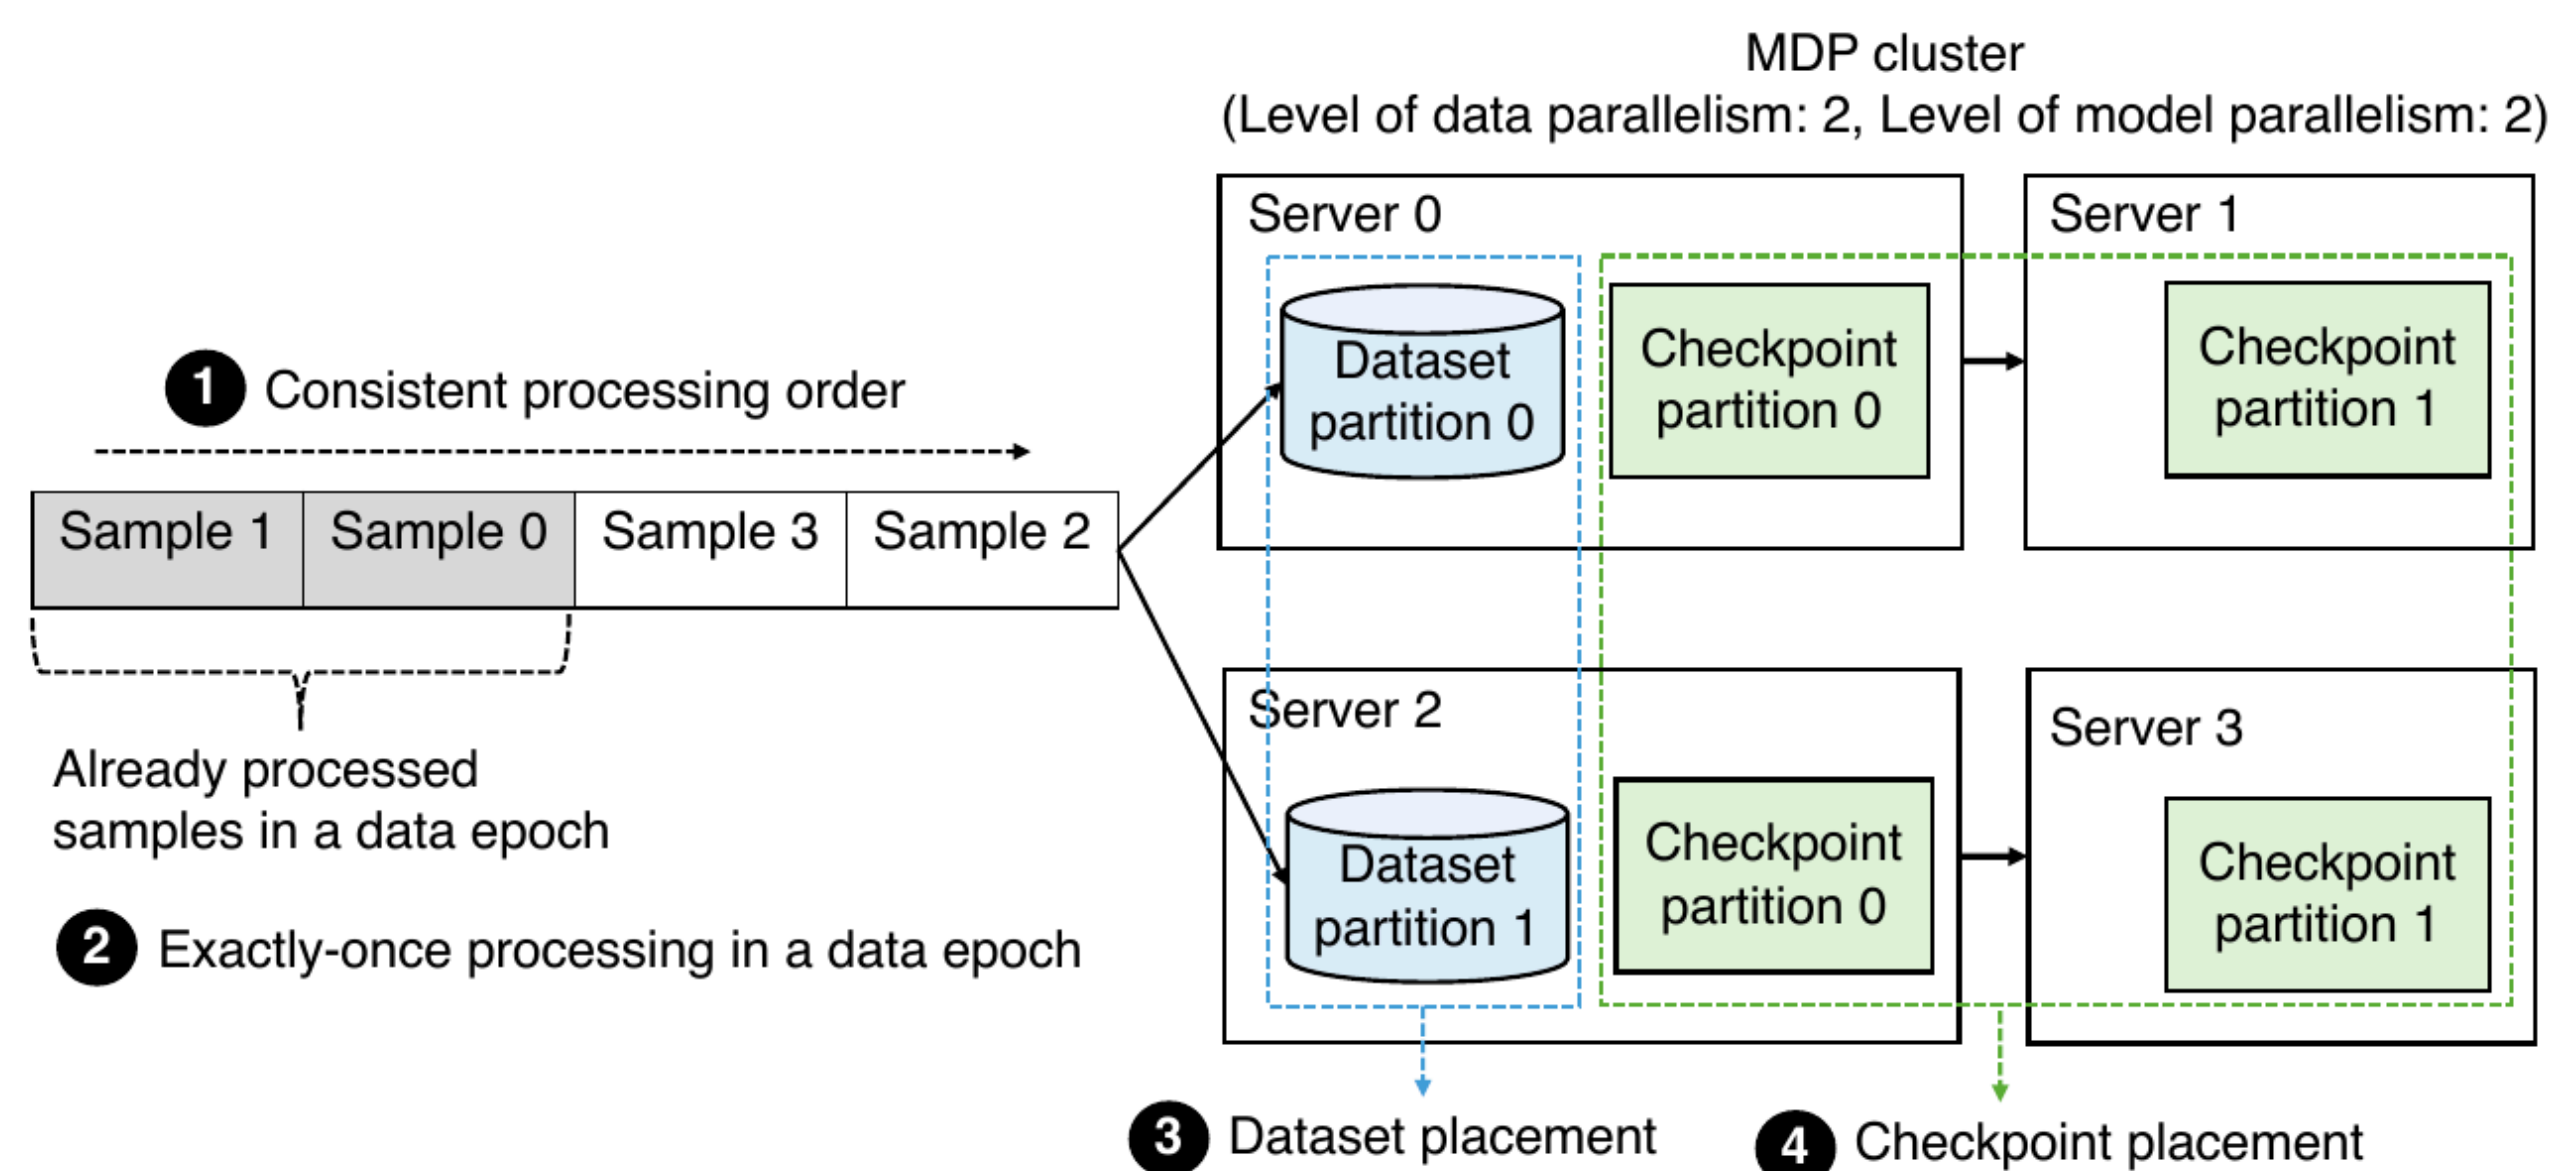 MDP cluster
(Level of data parallelism: 2, Level of model parallelism: 2)
Server 0
Server 1
Dataset
partition 0
Checkpoint
partition 0
Checkpoint
partition 1
1 Consistent processing order
Sample 1 Sample 0 Sample 3 Sample 2
Already processed
samples in a data epoch
2 Exactly-once processing in a data epoch
Server 2
Server 3
Dataset
partition 1
Checkpoint
partition 0
Checkpoint
partition 1
3 Dataset placement
4 Checkpoint placement